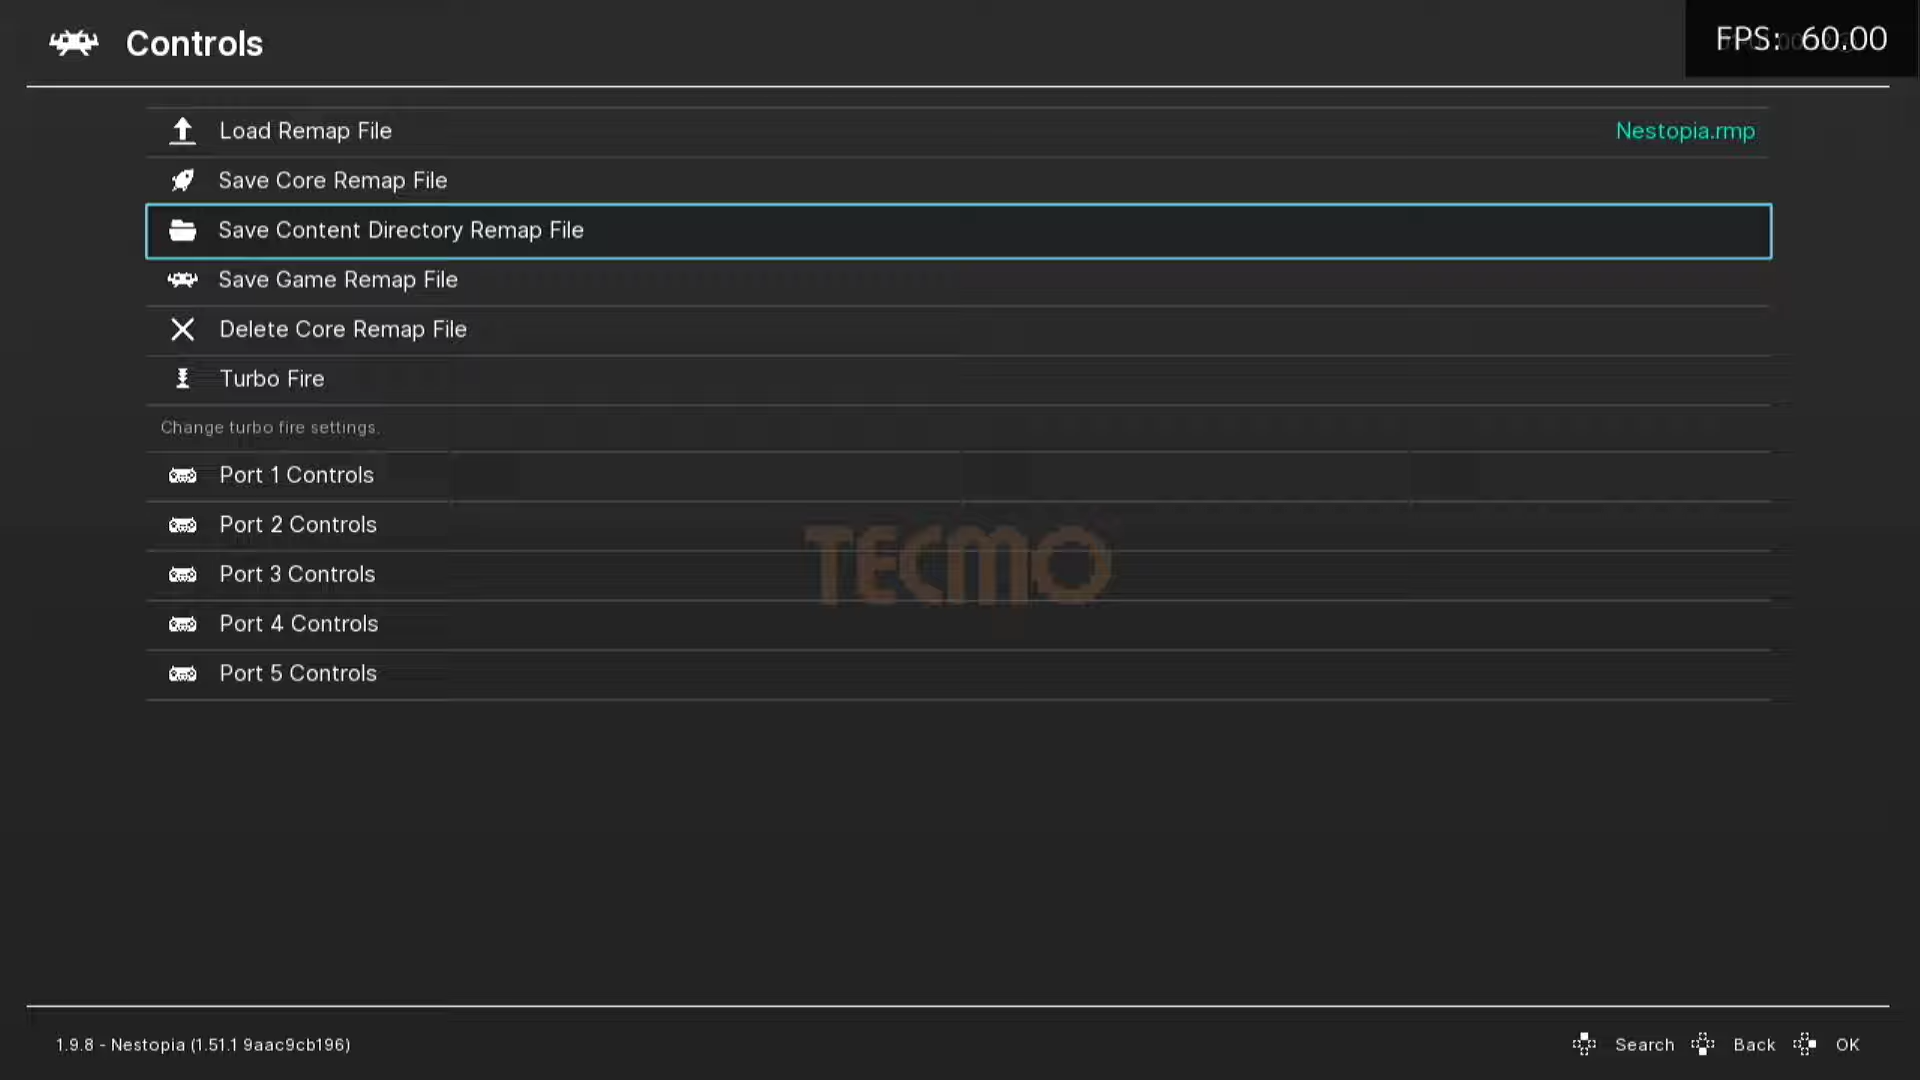 Controls
FPS: 60.00
Load Remap File
Nestopia.rmp
Save Core Remap File
Save Content Directory Remap File
Save Game Remap File
Delete Core Remap File
Turbo Fire
Change turbo fire settings.
Port 1 Controls
Port 2 Controls
Port 3 Controls
Port 4 Controls
Port 5 Controls
TECMO
1.9.8 - Nestopia (1.51.1 9aac9cb196)
Search
Back
OK